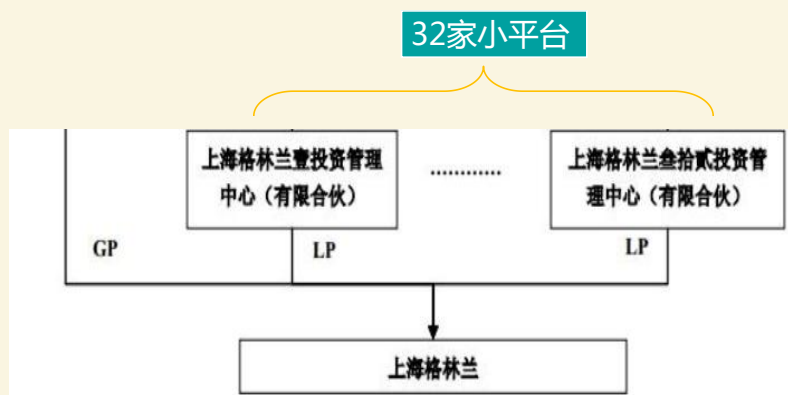 32家小平台
上海格林兰壹投资管理
中心（有限合伙）
............
上海格林兰叁拾贰投资管
理中心（有限合伙）
GP
LP
LP
上海格林兰